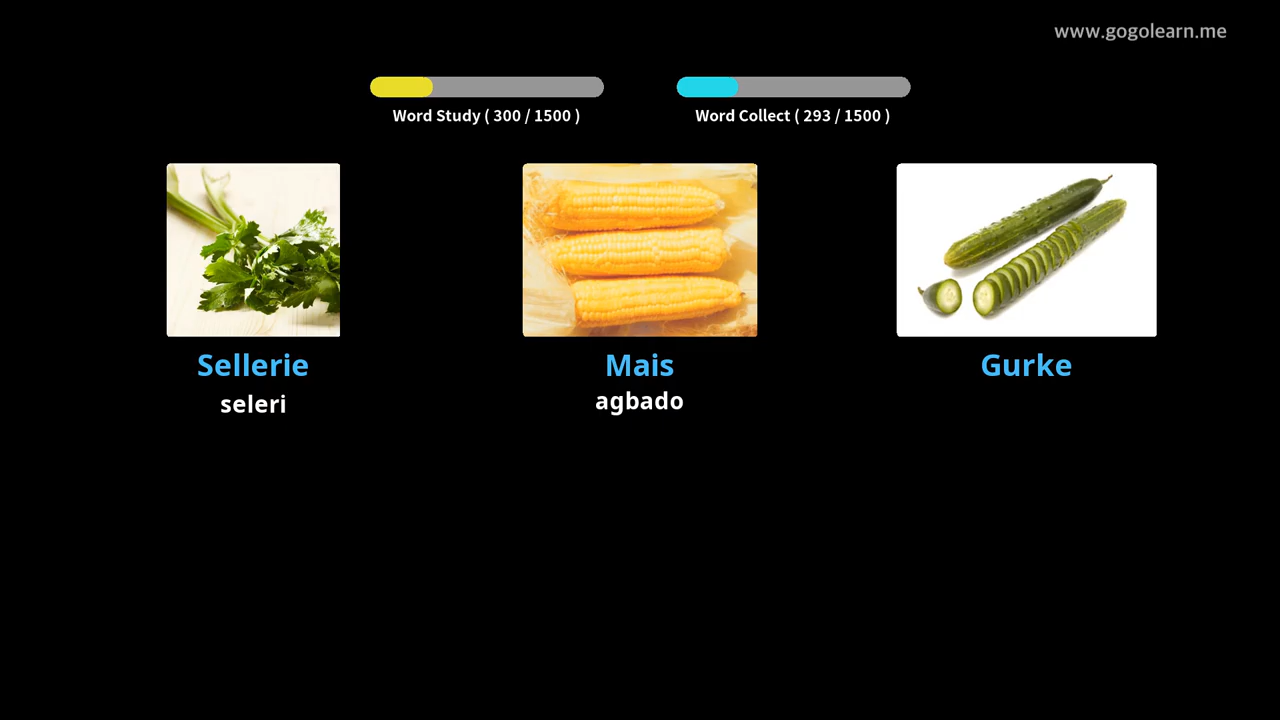 www.gogolearn.me
Word Study ( 300 / 1500 )
Word Collect ( 293 / 1500 )
Sellerie
seleri
Mais
agbado
Gurke